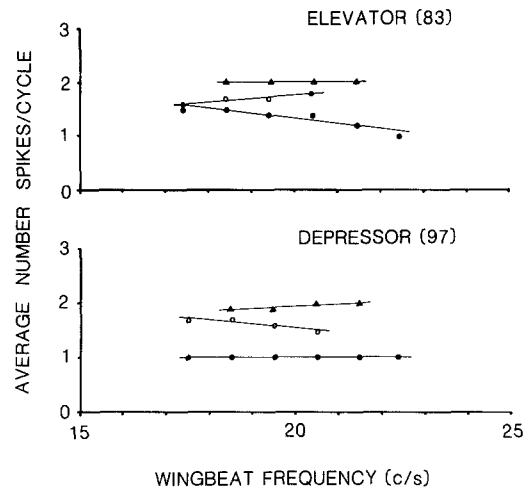 ELEVATOR (83)
3
2
1
0
DEPRESSOR (97)
3
2
1
0
AVERAGE NUMBER SPIKES/CYCLE
15 20 25
WINGBEAT FREQUENCY (c/s)